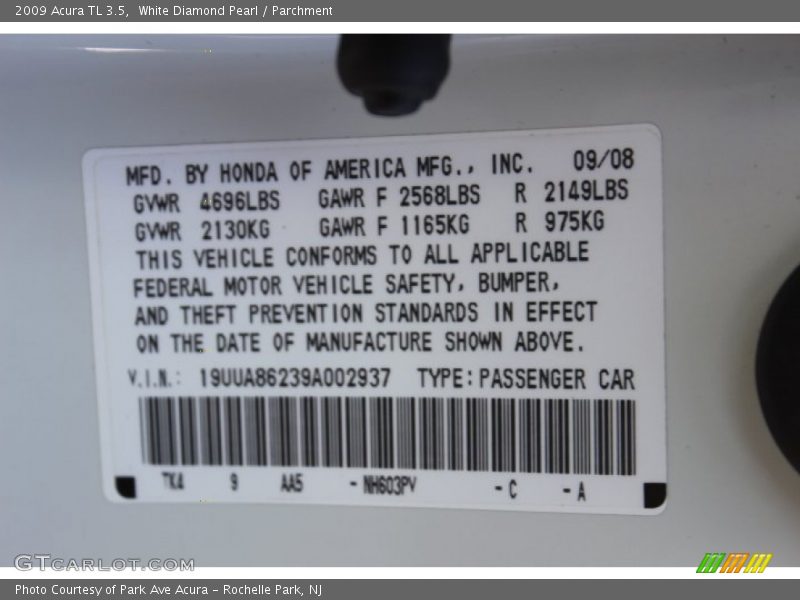 2009 Acura TL 3.5,  White Diamond Pearl / Parchment
MFD. BY HONDA OF AMERICA MFG., INC. 09/08
GVWR 4696LBS GAWR F 2568LBS R 2149LBS
GVWR 2130KG GAWR F 1165KG R 975KG
THIS VEHICLE CONFORMS TO ALL APPLICABLE
FEDERAL MOTOR VEHICLE SAFETY, BUMPER,
AND THEFT PREVENTION STANDARDS IN EFFECT
ON THE DATE OF MANUFACTURE SHOWN ABOVE.
V.I.N.: 19UUA86239A002937 TYPE: PASSENGER CAR
TK4 9 AA5 - NH603PV - C - A
GTCARLOT.COM
Photo Courtesy of Park Ave Acura - Rochelle Park, NJ